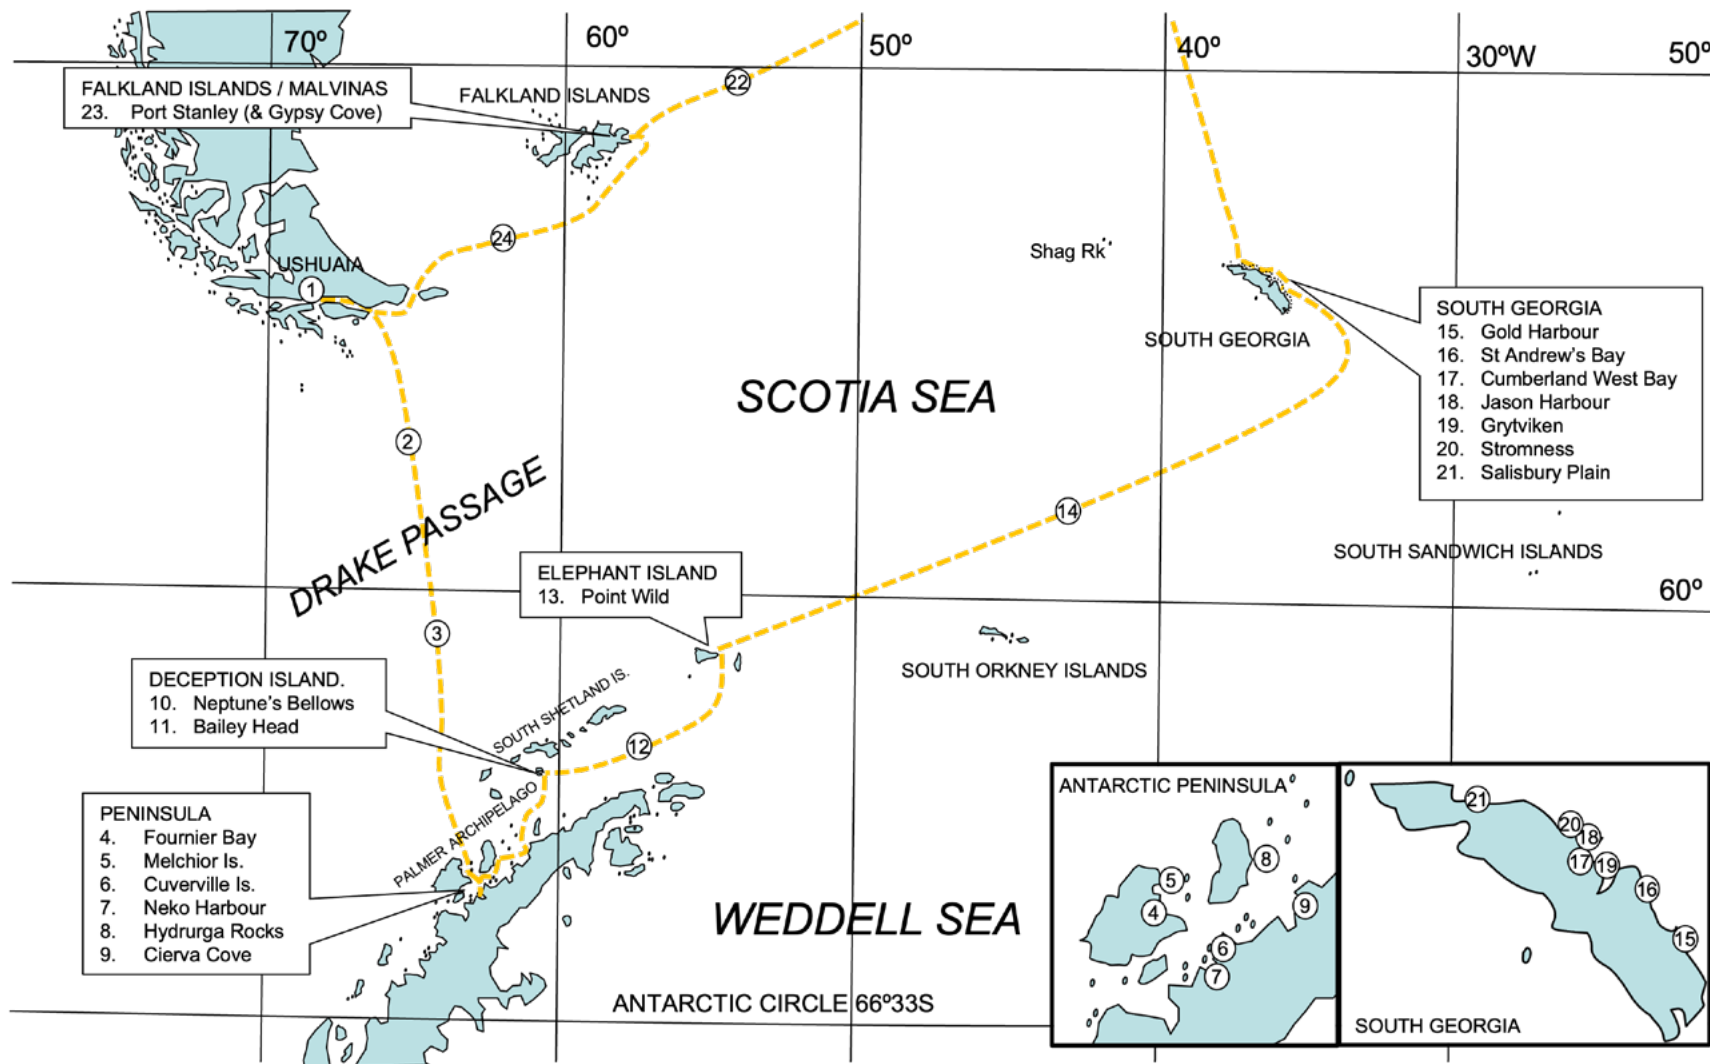 70º
60º
50º
40º
30ºW
50º
FALKLAND ISLANDS / MALVINAS
23. Port Stanley (& Gypsy Cove)
FALKLAND ISLANDS
22
24
USHUAIA
1
Shag Rk
SOUTH GEORGIA
SOUTH GEORGIA
15. Gold Harbour
16. St Andrew's Bay
17. Cumberland West Bay
18. Jason Harbour
19. Grytviken
20. Stromness
21. Salisbury Plain
SCOTIA SEA
2
DRAKE PASSAGE
14
SOUTH SANDWICH ISLANDS
60º
ELEPHANT ISLAND
13. Point Wild
3
SOUTH ORKNEY ISLANDS
DECEPTION ISLAND.
10. Neptune's Bellows
11. Bailey Head
SOUTH SHETLAND IS.
12
PALMER ARCHIPELAGO
PENINSULA
4. Fournier Bay
5. Melchior Is.
6. Cuverville Is.
7. Neko Harbour
8. Hydrurga Rocks
9. Cierva Cove
WEDDELL SEA
ANTARCTIC CIRCLE 66º33S
ANTARCTIC PENINSULA
8
5
9
4
6
7
21
20
18
17
19
16
15
SOUTH GEORGIA